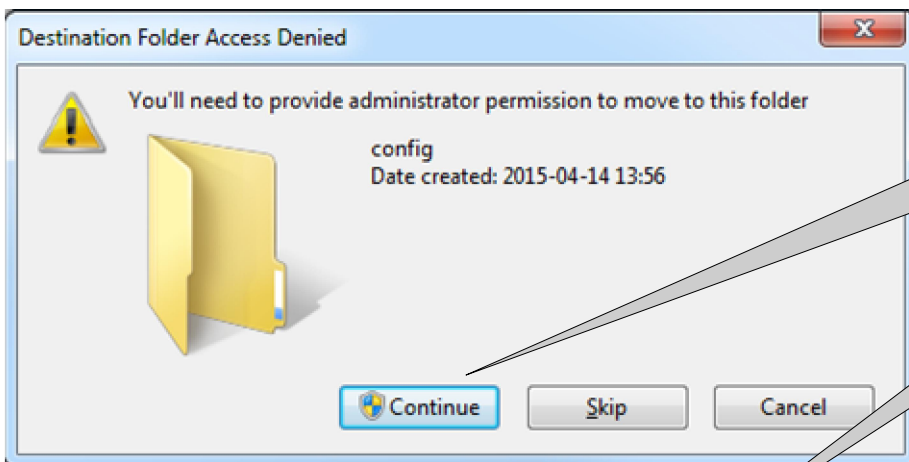 Destination Folder Access Denied
You'll need to provide administrator permission to move to this folder
config
Date created: 2015-04-14 13:56
Continue
Skip
Cancel